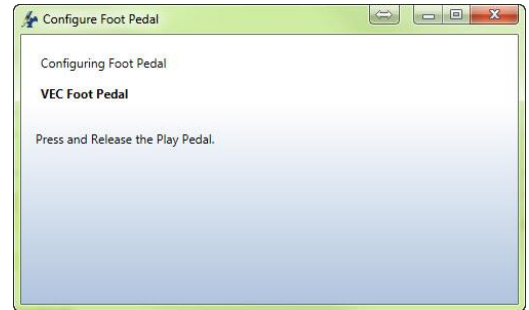 Configure Foot Pedal
Configuring Foot Pedal
VEC Foot Pedal
Press and Release the Play Pedal.